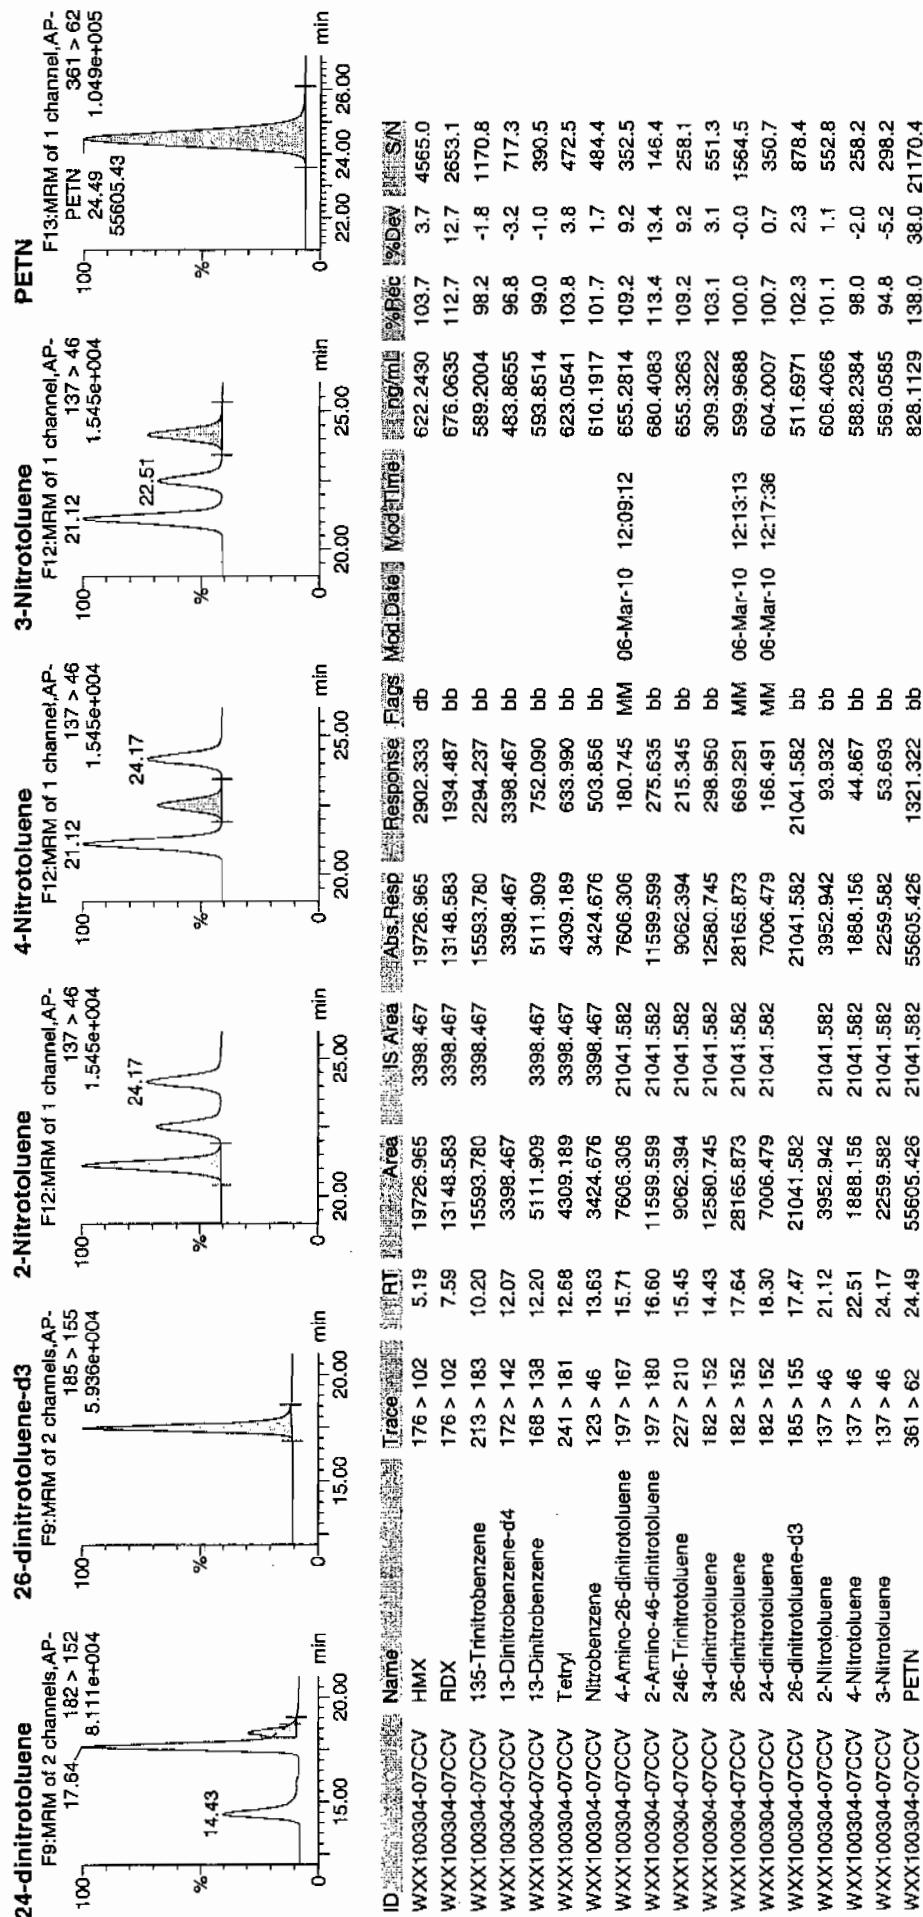 24-dinitrotoluene
F9:MRM of 2 channels,AP-
182 > 152
8.111e+004
17.64
14.43
100
%
0
15.00 20.00 min
26-dinitrotoluene-d3
F9:MRM of 2 channels,AP-
185 > 155
5.936e+004
100
%
0
15.00 20.00 min
2-Nitrotoluene
F12:MRM of 1 channel,AP-
137 > 46
1.545e+004
24.17
100
%
0
20.00 25.00 min
4-Nitrotoluene
F12:MRM of 1 channel,AP-
137 > 46
1.545e+004
21.12
24.17
100
%
0
20.00 25.00 min
3-Nitrotoluene
F12:MRM of 1 channel,AP-
137 > 46
1.545e+004
21.12
22.51
100
%
0
20.00 25.00 min
PETN
F13:MRM of 1 channel,AP-
361 > 62
1.049e+005
PETN
24.49
55605.43
100
%
0
22.00 24.00 26.00 min
ID Name Trace RT Area IS Area Abs.Resp Response Flags Mod.Date Mod.Time ng/mL %Rec %Dev S/N
WXX100304-07CCV HMX 176 > 102 5.19 19726.965 3398.467 19726.965 2902.333 db 622.2430 103.7 3.7 4565.0
WXX100304-07CCV RDX 176 > 102 7.59 13148.583 3398.467 13148.583 1934.487 bb 676.0635 112.7 12.7 2653.1
WXX100304-07CCV 135-Trinitrobenzene 213 > 183 10.20 15593.780 3398.467 15593.780 2294.237 bb 589.2004 98.2 -1.8 1170.8
WXX100304-07CCV 13-Dinitrobenzene-d4 172 > 142 12.07 3398.467 3398.467 3398.467 bb 483.8655 96.8 -3.2 717.3
WXX100304-07CCV 13-Dinitrobenzene 168 > 138 12.20 5111.909 3398.467 5111.909 752.090 bb 593.8514 99.0 -1.0 390.5
WXX100304-07CCV Tetryl 241 > 181 12.68 4309.189 3398.467 4309.189 633.990 bb 623.0541 103.8 3.8 472.5
WXX100304-07CCV Nitrobenzene 123 > 46 13.63 3424.676 3398.467 3424.676 503.856 bb 610.1917 101.7 1.7 484.4
WXX100304-07CCV 4-Amino-26-dinitrotoluene 197 > 167 15.71 7606.306 21041.582 7606.306 180.745 MM 06-Mar-10 12:09:12 655.2814 109.2 9.2 352.5
WXX100304-07CCV 2-Amino-46-dinitrotoluene 197 > 180 16.60 11599.599 21041.582 11599.599 275.635 bb 680.4083 113.4 13.4 146.4
WXX100304-07CCV 246-Trinitrotoluene 227 > 210 15.45 9062.394 21041.582 9062.394 215.345 bb 655.3263 109.2 9.2 258.1
WXX100304-07CCV 34-dinitrotoluene 182 > 152 14.43 12580.745 21041.582 12580.745 298.950 bb 309.3222 103.1 3.1 551.3
WXX100304-07CCV 26-dinitrotoluene 182 > 152 17.64 28165.873 21041.582 28165.873 669.291 MM 06-Mar-10 12:13:13 599.9688 100.0 -0.0 1564.5
WXX100304-07CCV 24-dinitrotoluene 182 > 152 18.30 7006.479 21041.582 7006.479 166.491 MM 06-Mar-10 12:17:36 604.0007 100.7 0.7 350.7
WXX100304-07CCV 26-dinitrotoluene-d3 185 > 155 17.47 21041.582 21041.582 21041.582 bb 511.6971 102.3 2.3 878.4
WXX100304-07CCV 2-Nitrotoluene 137 > 46 21.12 3952.942 21041.582 3952.942 93.932 bb 606.4066 101.1 1.1 552.8
WXX100304-07CCV 4-Nitrotoluene 137 > 46 22.51 1888.156 21041.582 1888.156 44.867 bb 588.2384 98.0 -2.0 258.2
WXX100304-07CCV 3-Nitrotoluene 137 > 46 24.17 2259.582 21041.582 2259.582 53.693 bb 569.0585 94.8 -5.2 298.2
WXX100304-07CCV PETN 361 > 62 24.49 55605.426 21041.582 55605.426 1321.322 bb 828.1129 138.0 38.0 21170.4